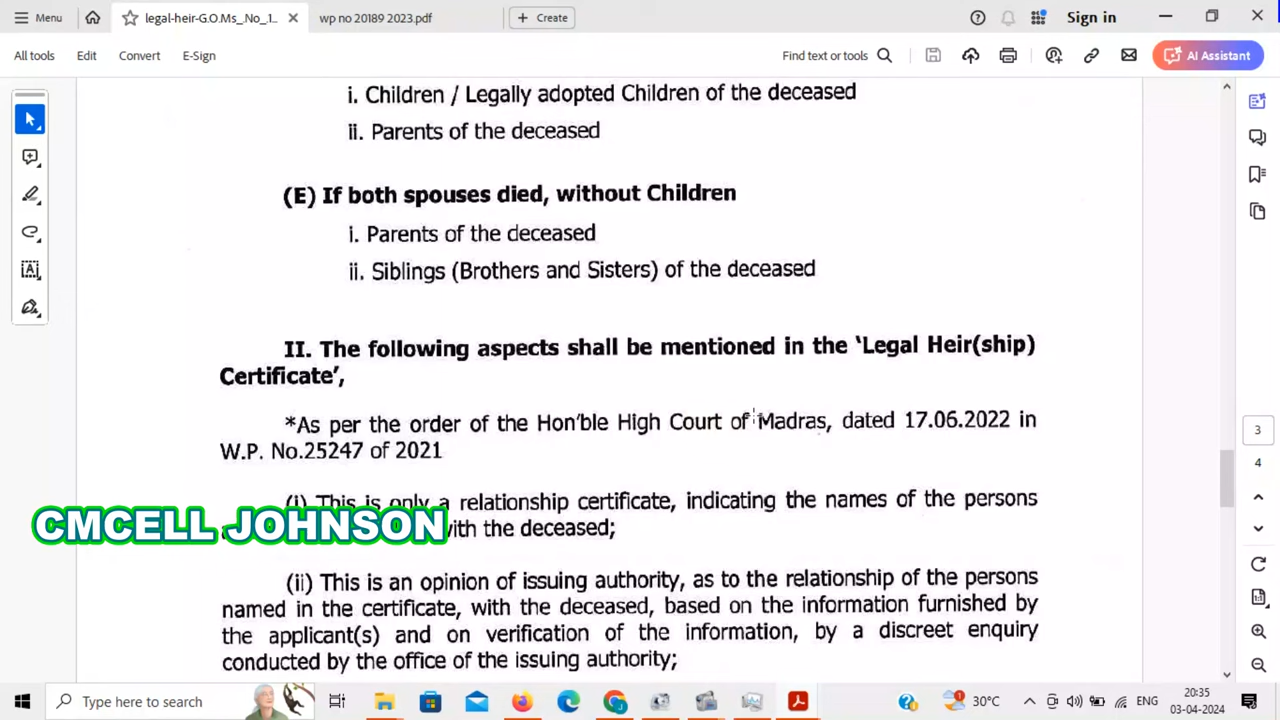 Menu
legal-heir-G.O.Ms_No_1...
wp no 20189 2023.pdf
Create
Sign in
All tools
Edit
Convert
E-Sign
Find text or tools
AI Assistant
i. Children / Legally adopted Children of the deceased
ii. Parents of the deceased
(E) If both spouses died, without Children
i. Parents of the deceased
ii. Siblings (Brothers and Sisters) of the deceased
II. The following aspects shall be mentioned in the 'Legal Heir(ship)
Certificate',
*As per the order of the Hon'ble High Court of Madras, dated 17.06.2022 in
W.P. No.25247 of 2021
(i) This is only a relationship certificate, indicating the names of the persons
with the deceased;
CMCELL JOHNSON
(ii) This is an opinion of issuing authority, as to the relationship of the persons
named in the certificate, with the deceased, based on the information furnished by
the applicant(s) and on verification of the information, by a discreet enquiry
conducted by the office of the issuing authority;
3
4
Type here to search
30°C
ENG
20:35
03-04-2024